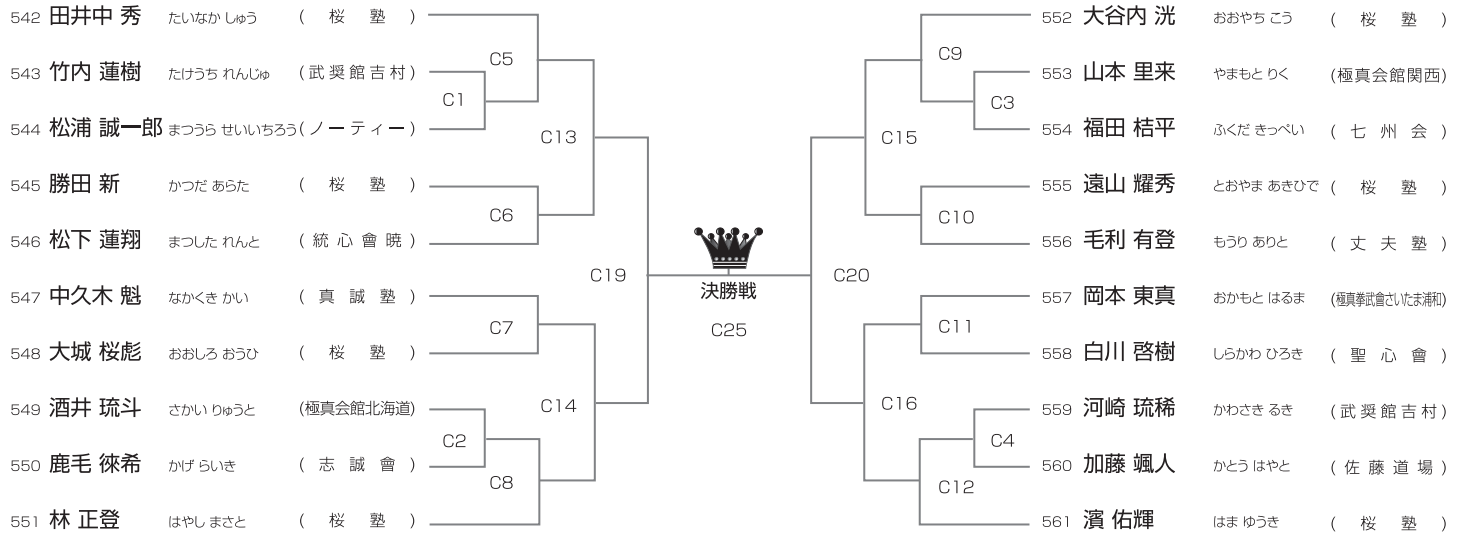 542 田井中 秀 たいなか しゅう ( 桜 塾 )
543 竹内 蓮樹 たけうち れんじゅ (武奨館吉村)
544 松浦 誠一郎 まつうら せいいちろう (ノーティー)
545 勝田 新 かつだ あらた ( 桜 塾 )
546 松下 蓮翔 まつした れんと (統心會暁)
547 中久木 魁 なかくき かい ( 真 誠 塾 )
548 大城 桜彪 おおしろ おうひ ( 桜 塾 )
549 酒井 琉斗 さかい りゅうと (極真会館北海道)
550 鹿毛 徠希 かげ らいき ( 志 誠 會 )
551 林 正登 はやし まさと ( 桜 塾 )
C5
C1
C13
C6
C19
C7
C14
C2
C8
決勝戦
C25
C9
C3
C15
C10
C20
C11
C16
C4
C12
552 大谷内 洸 おおやち こう ( 桜 塾 )
553 山本 里来 やまもと りく (極真会館関西)
554 福田 桔平 ふくだ きっぺい ( 七 州 会 )
555 遠山 耀秀 とおやま あきひで ( 桜 塾 )
556 毛利 有登 もうり ありと ( 丈 夫 塾 )
557 岡本 東真 おかもと はるま (極真拳武會さいたま浦和)
558 白川 啓樹 しらかわ ひろき ( 聖 心 會 )
559 河崎 琉稀 かわさき るき (武奨館吉村)
560 加藤 颯人 かとう はやと (佐藤道場)
561 濱 佑輝 はま ゆうき ( 桜 塾 )